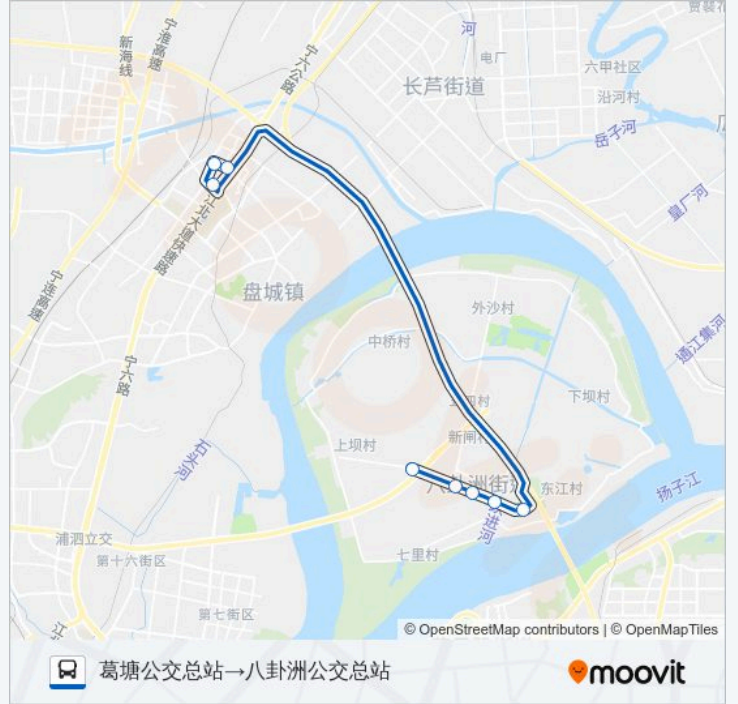 宁淮高速
新海线
宁六公路
河
电厂
六甲社区
沿河村
长芦街道
岳子河
皇厂河
江北大道快速路
盘城镇
外沙村
宁连高速
中桥村
通江集河
宁六路
下坝村
新闸
上坝村
石头河
八卦洲街道
东江村
扬子江
浦泗立交
七里村
第十六街区
第七街区
© OpenStreetMap contributors | © OpenMapTiles
葛塘公交总站→八卦洲公交总站
moovit